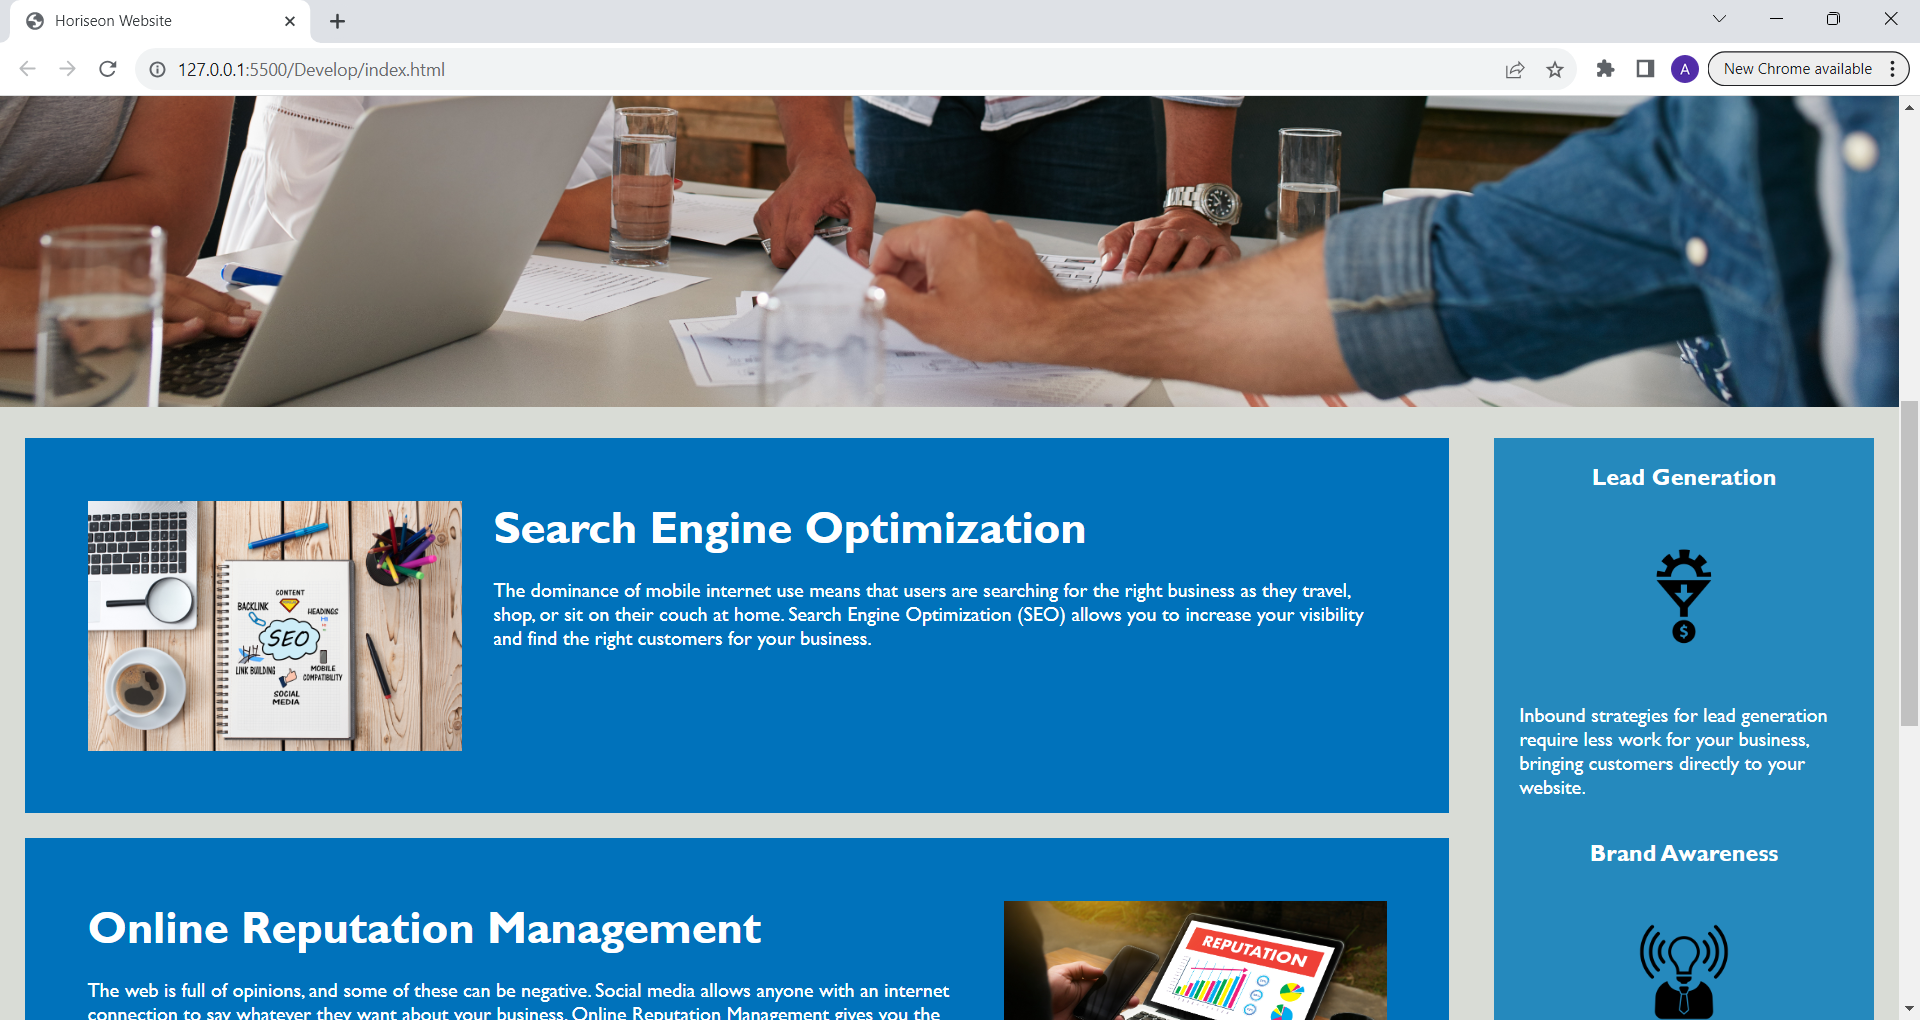 Horiseon Website
127.0.0.1:5500/Develop/index.html
A
New Chrome available
Search Engine Optimization
The dominance of mobile internet use means that users are searching for the right business as they travel,
shop, or sit on their couch at home. Search Engine Optimization (SEO) allows you to increase your visibility
and find the right customers for your business.
CONTENT
BACKLINK
HEADINGS
SEO
LINK BUILDING
MOBILE
COMPATIBILITY
SOCIAL
MEDIA
Lead Generation
$
Inbound strategies for lead generation
require less work for your business,
bringing customers directly to your
website.
Brand Awareness
Online Reputation Management
The web is full of opinions, and some of these can be negative. Social media allows anyone with an internet
connection to say whatever they want about your business. Online Reputation Management gives you the
REPUTATION